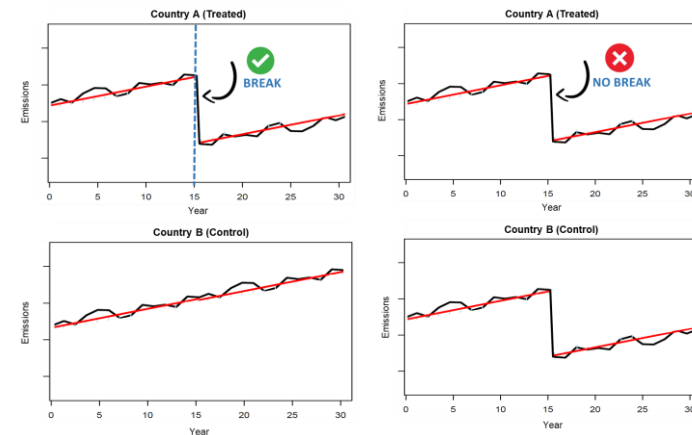 Country A (Treated)
Emissions
BREAK
0 5 10 15 20 25 30
Year
Country A (Treated)
Emissions
NO BREAK
0 5 10 15 20 25 30
Year
Country B (Control)
Emissions
0 5 10 15 20 25 30
Year
Country B (Control)
Emissions
0 5 10 15 20 25 30
Year